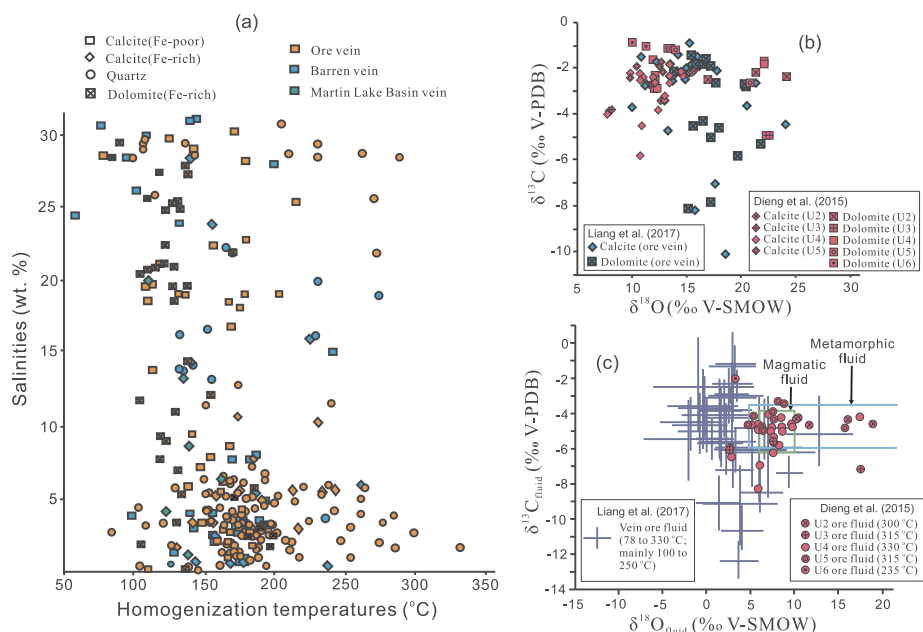 (a)
Calcite(Fe-poor)
Calcite(Fe-rich)
Quartz
Dolomite(Fe-rich)
Ore vein
Barren vein
Martin Lake Basin vein
30
25
20
15
10
5
Salinities (wt. %)
50 100 150 200 250 300 350
Homogenization temperatures (°C)
(b)
0
-2
-4
-6
-8
-10
δ¹³C (‰ V-PDB)
Liang et al. (2017)
Calcite (ore vein)
Dolomite (ore vein)
Dieng et al. (2015)
Calcite (U2) Dolomite (U2)
Calcite (U3) Dolomite (U3)
Calcite (U4) Dolomite (U4)
Calcite (U5) Dolomite (U5)
Dolomite (U6)
5 10 15 20 25 30
δ¹⁸O (‰ V-SMOW)
(c)
Metamorphic
fluid
Magmatic
fluid
2
0
-2
-4
-6
-8
-10
-11
-12
-14
δ¹³C fluid (‰ V-PDB)
Liang et al. (2017)
Vein ore fluid
(78 to 330 °C;
mainly 100 to
250 °C)
Dieng et al. (2015)
U2 ore fluid (300 °C)
U3 ore fluid (315 °C)
U4 ore fluid (330 °C)
U5 ore fluid (315 °C)
U6 ore fluid (235 °C)
-15 -10 -5 0 5 10 15 20
δ¹⁸O fluid (‰ V-SMOW)